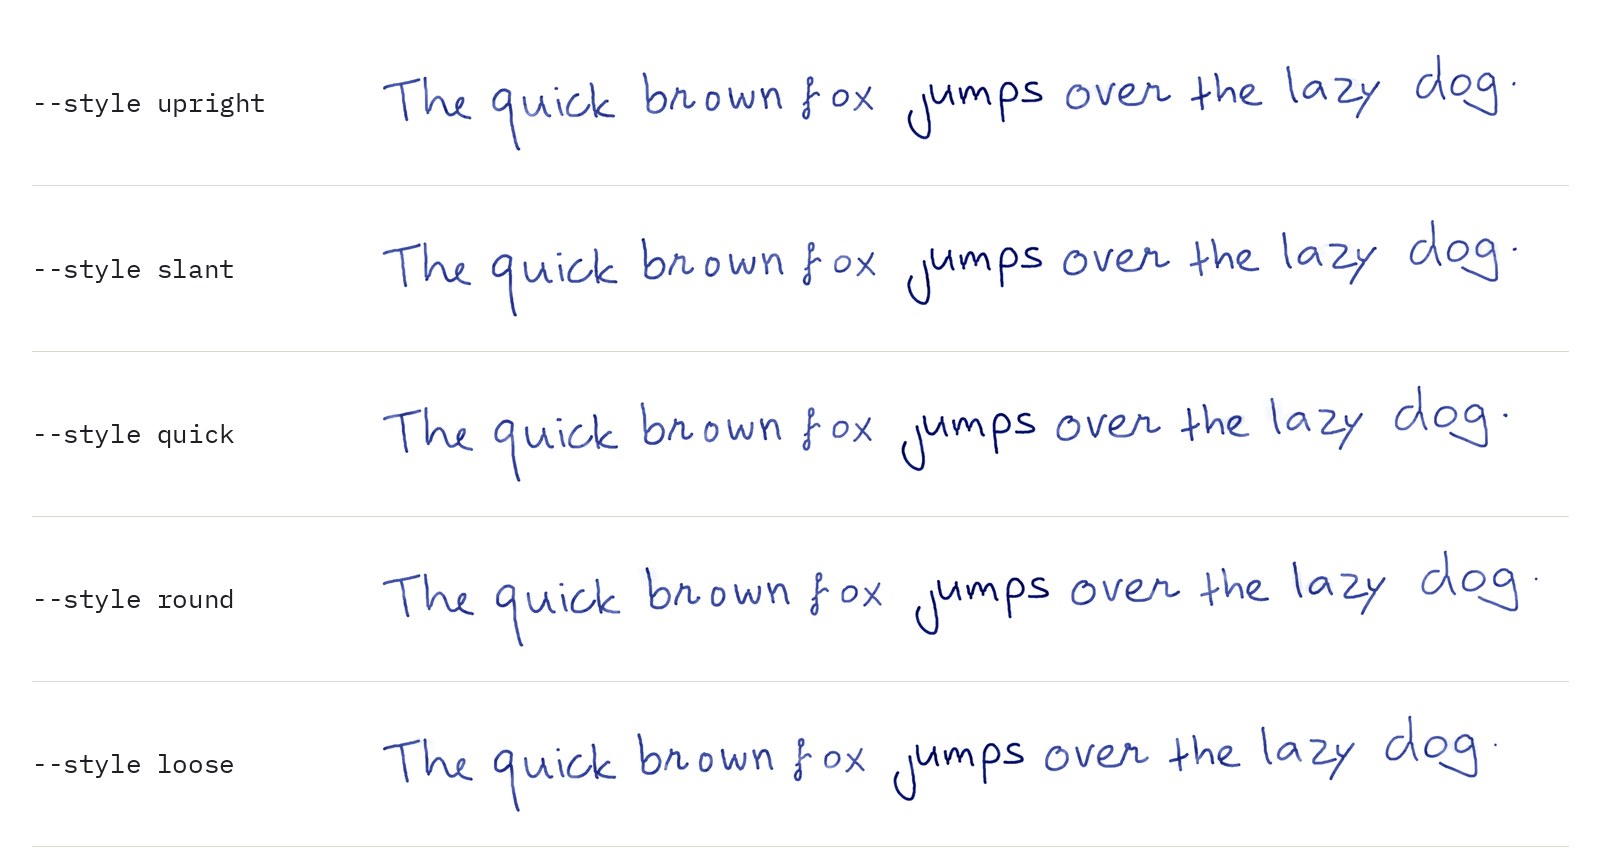 --style upright The quick brown fox jumps over the lazy dog.
--style slant The quick brown fox jumps over the lazy dog.
--style quick The quick brown fox jumps over the lazy dog.
--style round The quick brown fox jumps over the lazy dog.
--style loose The quick brown fox jumps over the lazy dog.